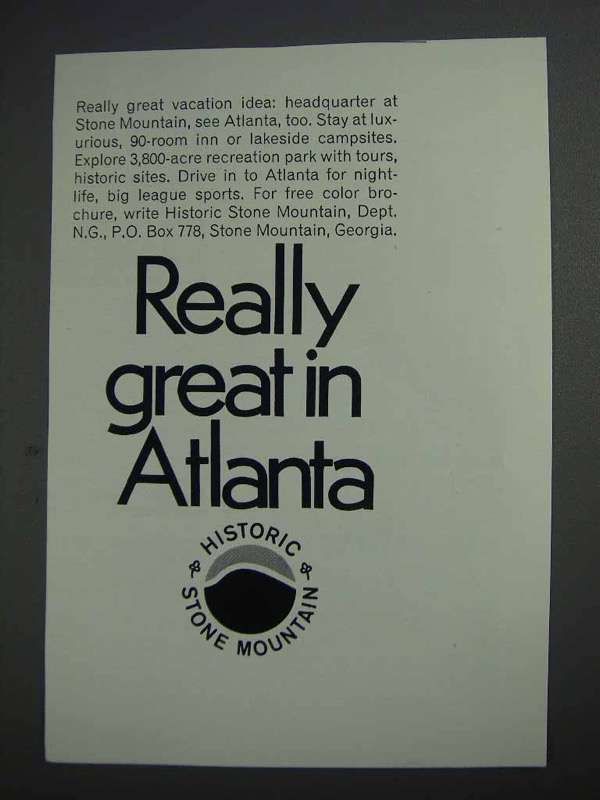 Really great vacation idea: headquarter at
Stone Mountain, see Atlanta, too. Stay at lux-
urious, 90-room inn or lakeside campsites.
Explore 3,800-acre recreation park with tours,
historic sites. Drive in to Atlanta for night-
life, big league sports. For free color bro-
chure, write Historic Stone Mountain, Dept.
N.G., P.O. Box 778, Stone Mountain, Georgia.
Really
great in
Atlanta
HISTORIC
STONE MOUNTAIN